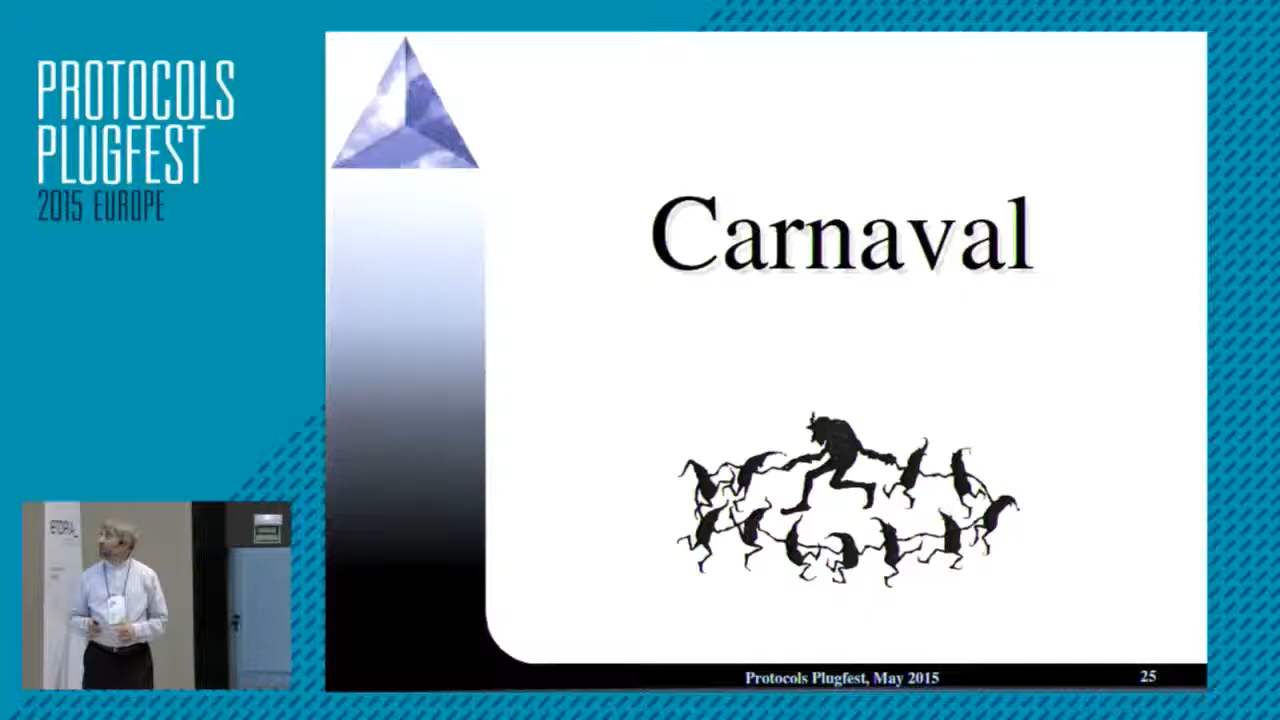 PROTOCOLS
PLUGFEST
2015 EUROPE
Carnaval
Protocols Plugfest, May 2015
25